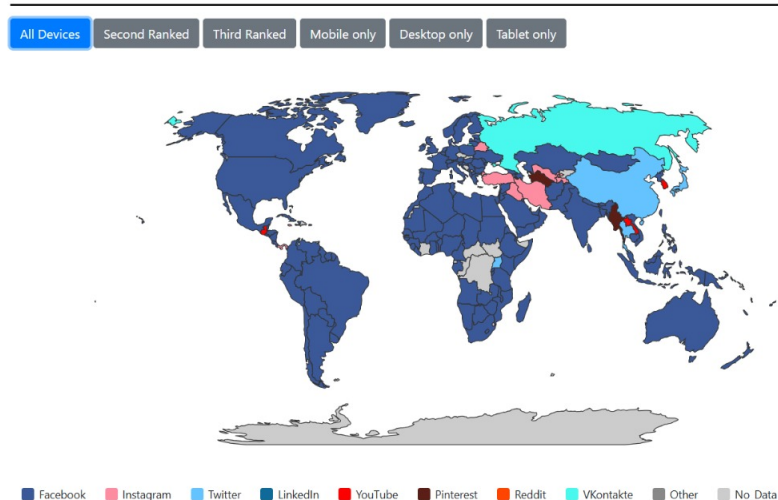 All Devices Second Ranked Third Ranked Mobile only Desktop only Tablet only
Facebook Instagram Twitter LinkedIn YouTube Pinterest Reddit VKontakte Other No Data